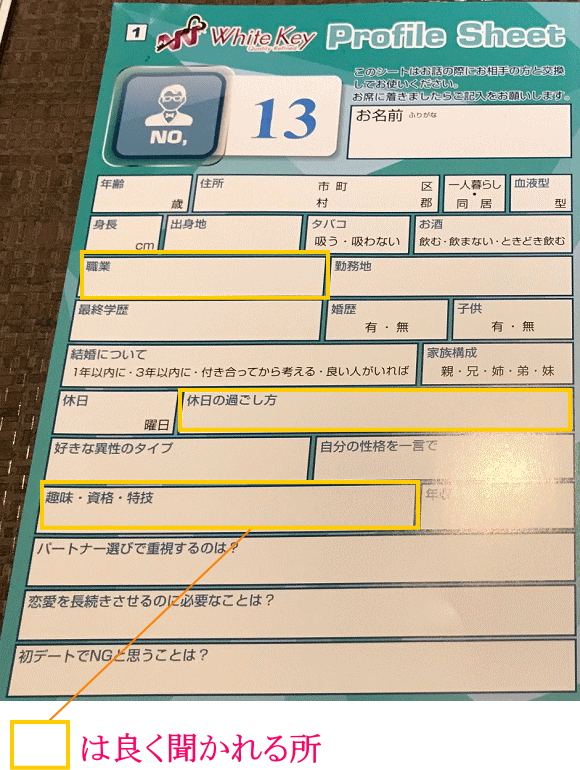 1 White Key Profile Sheet
Quality Refined
このシートはお話の際にお相手の方と交換
してお使いください。
お席に着きましたらご記入をお願いします。
NO, 13
お名前 ふりがな
年齢 歳
住所 市 町 区
村 郡
一人暮らし
・
同 居
血液型 型
身長 cm
出身地
タバコ
吸う・吸わない
お酒
飲む・飲まない・ときどき飲む
職業
勤務地
最終学歴
婚歴
有・無
子供
有・無
結婚について
1年以内に・3年以内に・付き合ってから考える・良い人がいれば
家族構成
親・兄・姉・弟・妹
休日 曜日
休日の過ごし方
好きな異性のタイプ
自分の性格を一言で
趣味・資格・特技
年収
パートナー選びで重視するのは？
恋愛を長続きさせるのに必要なことは？
初デートでNGと思うことは？
は良く聞かれる所